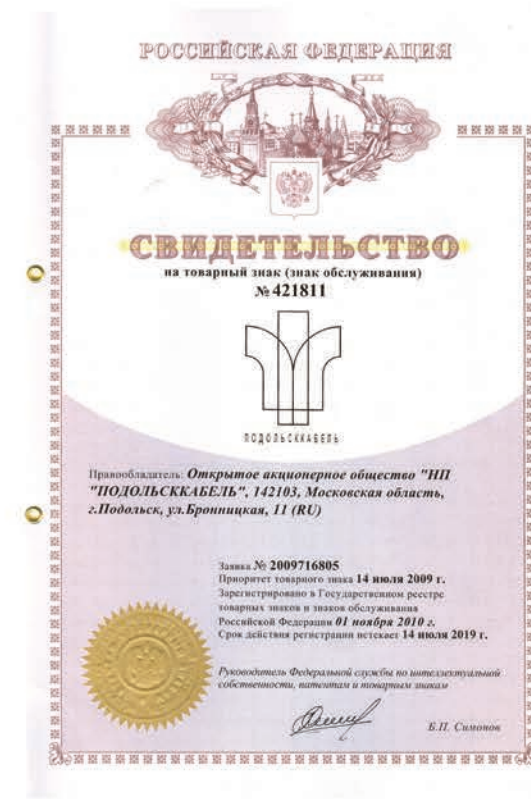 РОССИЙСКАЯ ФЕДЕРАЦИЯ
СВИДЕТЕЛЬСТВО
на товарный знак (знак обслуживания)
№ 421811
ПОДОЛЬСККАБЕЛЬ
Правообладатель: Открытое акционерное общество "НП
"ПОДОЛЬСККАБЕЛЬ", 142103, Московская область,
г.Подольск, ул.Бронницкая, 11 (RU)
Заявка № 2009716805
Приоритет товарного знака 14 июля 2009 г.
Зарегистрировано в Государственном реестре
товарных знаков и знаков обслуживания
Российской Федерации 01 ноября 2010 г.
Срок действия регистрации истекает 14 июля 2019 г.
Руководитель Федеральной службы по интеллектуальной
собственности, патентам и товарным знакам
Б.П. Симонов